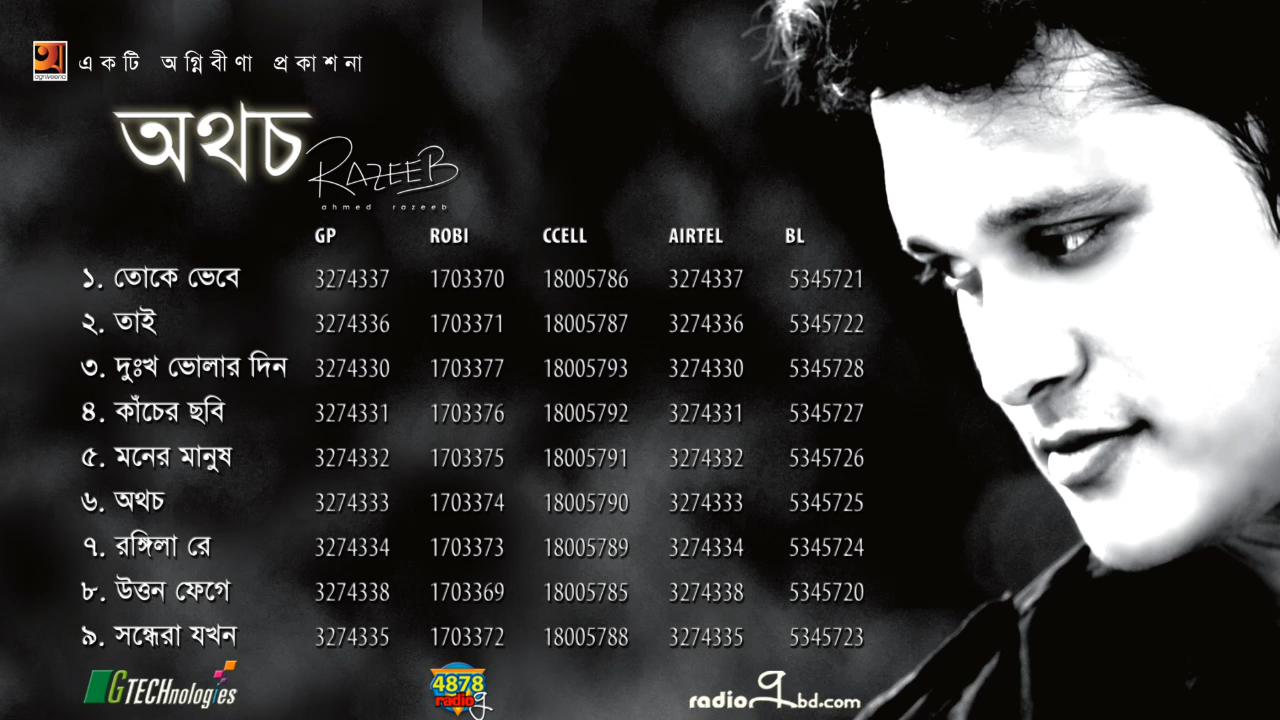 একটি অগ্নিবীণা প্রকাশনা
agniveena
অথচ
RAZEEB
ahmed razeeb
GP ROBI CCELL AIRTEL BL
১. তোকে ভেবে 3274337 1703370 18005786 3274337 5345721
২. তাই 3274336 1703371 18005787 3274336 5345722
৩. দুঃখ ভোলার দিন 3274330 1703377 18005793 3274330 5345728
৪. কাঁচের ছবি 3274331 1703376 18005792 3274331 5345727
৫. মনের মানুষ 3274332 1703375 18005791 3274332 5345726
৬. অথচ 3274333 1703374 18005790 3274333 5345725
৭. রঙ্গিলা রে 3274334 1703373 18005789 3274334 5345724
৮. উত্তন ফেগে 3274338 1703369 18005785 3274338 5345720
৯. সন্ধেরা যখন 3274335 1703372 18005788 3274335 5345723
GTECHnologies 4878 radio g radio g bd.com